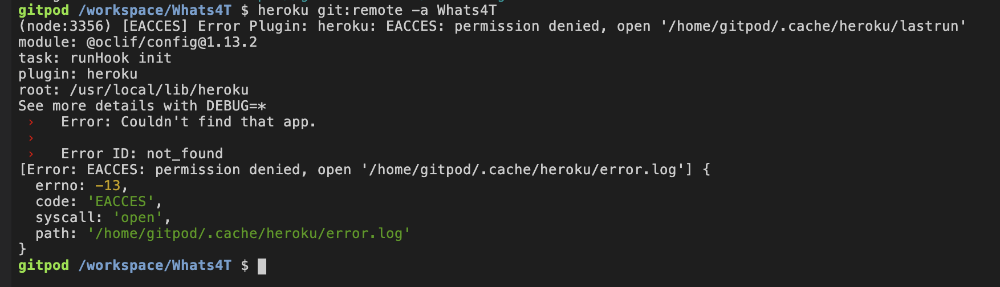 gitpod /workspace/Whats4T $ heroku git:remote -a Whats4T
(node:3356) [EACCES] Error Plugin: heroku: EACCES: permission denied, open '/home/gitpod/.cache/heroku/lastrun'
module: @oclif/config@1.13.2
task: runHook init
plugin: heroku
root: /usr/local/lib/heroku
See more details with DEBUG=*
›   Error: Couldn't find that app.
›
›   Error ID: not_found
[Error: EACCES: permission denied, open '/home/gitpod/.cache/heroku/error.log'] {
  errno: -13,
  code: 'EACCES',
  syscall: 'open',
  path: '/home/gitpod/.cache/heroku/error.log'
}
gitpod /workspace/Whats4T $